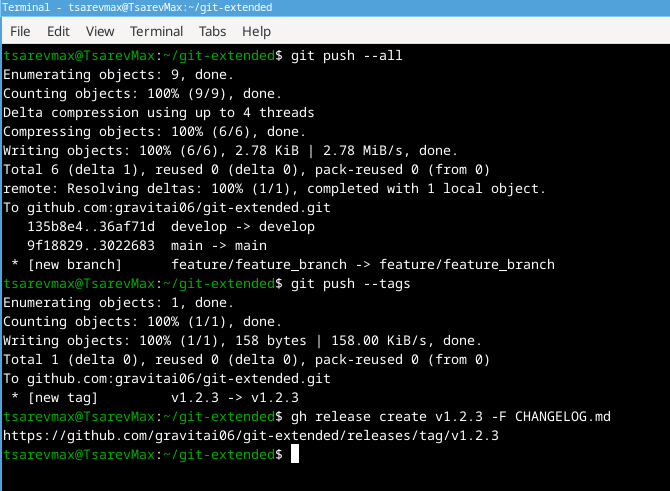 Terminal - tsarevmax@TsarevMax:~/git-extended
File Edit View Terminal Tabs Help
tsarevmax@TsarevMax:~/git-extended$ git push --all
Enumerating objects: 9, done.
Counting objects: 100% (9/9), done.
Delta compression using up to 4 threads
Compressing objects: 100% (6/6), done.
Writing objects: 100% (6/6), 2.78 KiB | 2.78 MiB/s, done.
Total 6 (delta 1), reused 0 (delta 0), pack-reused 0 (from 0)
remote: Resolving deltas: 100% (1/1), completed with 1 local object.
To github.com:gravitai06/git-extended.git
   135b8e4..36af71d  develop -> develop
   9f18829..3022683  main -> main
 * [new branch]      feature/feature_branch -> feature/feature_branch
tsarevmax@TsarevMax:~/git-extended$ git push --tags
Enumerating objects: 1, done.
Counting objects: 100% (1/1), done.
Writing objects: 100% (1/1), 158 bytes | 158.00 KiB/s, done.
Total 1 (delta 0), reused 0 (delta 0), pack-reused 0 (from 0)
To github.com:gravitai06/git-extended.git
 * [new tag]         v1.2.3 -> v1.2.3
tsarevmax@TsarevMax:~/git-extended$ gh release create v1.2.3 -F CHANGELOG.md
https://github.com/gravitai06/git-extended/releases/tag/v1.2.3
tsarevmax@TsarevMax:~/git-extended$